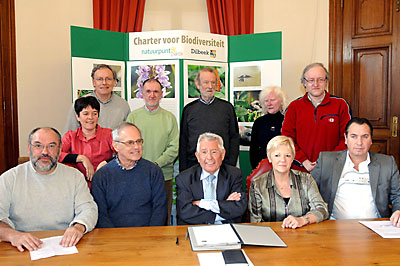 Charter voor Biodiversiteit
natuurpunt Dilbeek